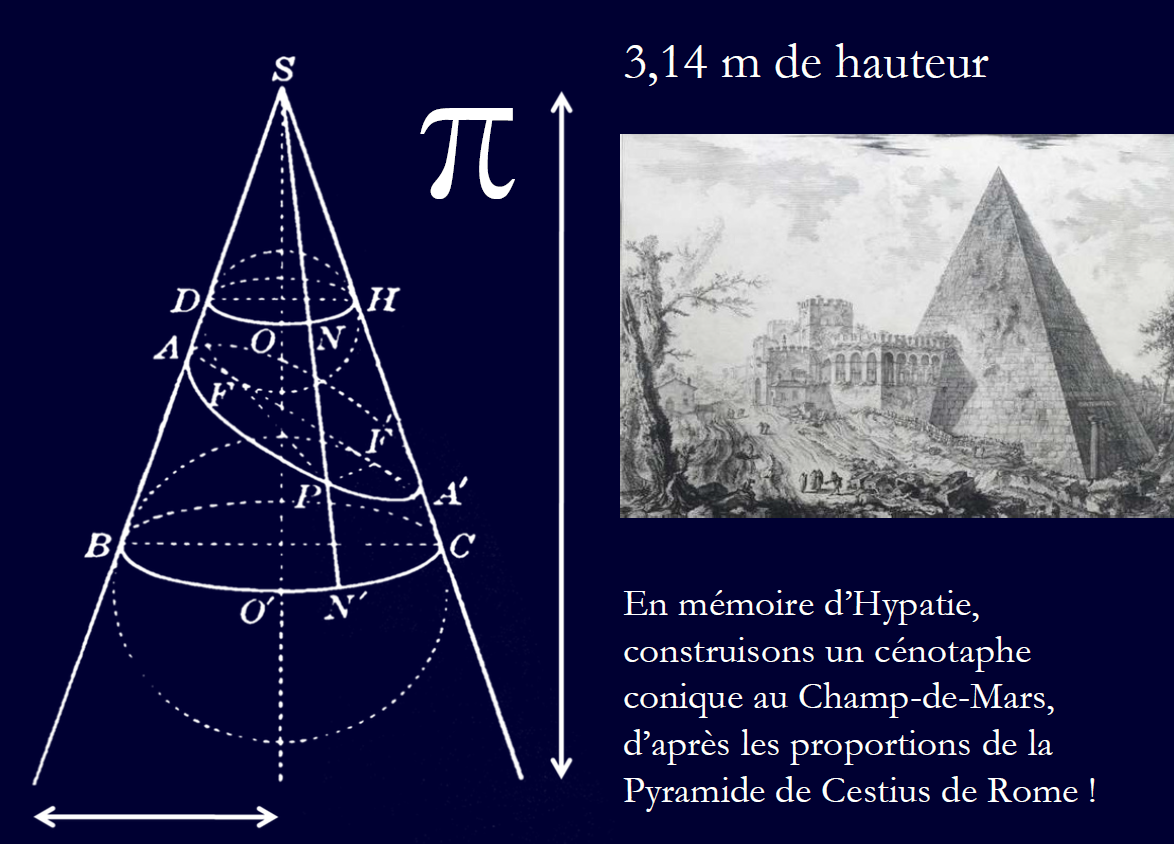 S
π
D
H
O
N
A
F
F'
P
A'
B
C
O'
N'
3,14 m de hauteur
En mémoire d’Hypatie,
construisons un cénotaphe
conique au Champ-de-Mars,
d’après les proportions de la
Pyramide de Cestius de Rome !